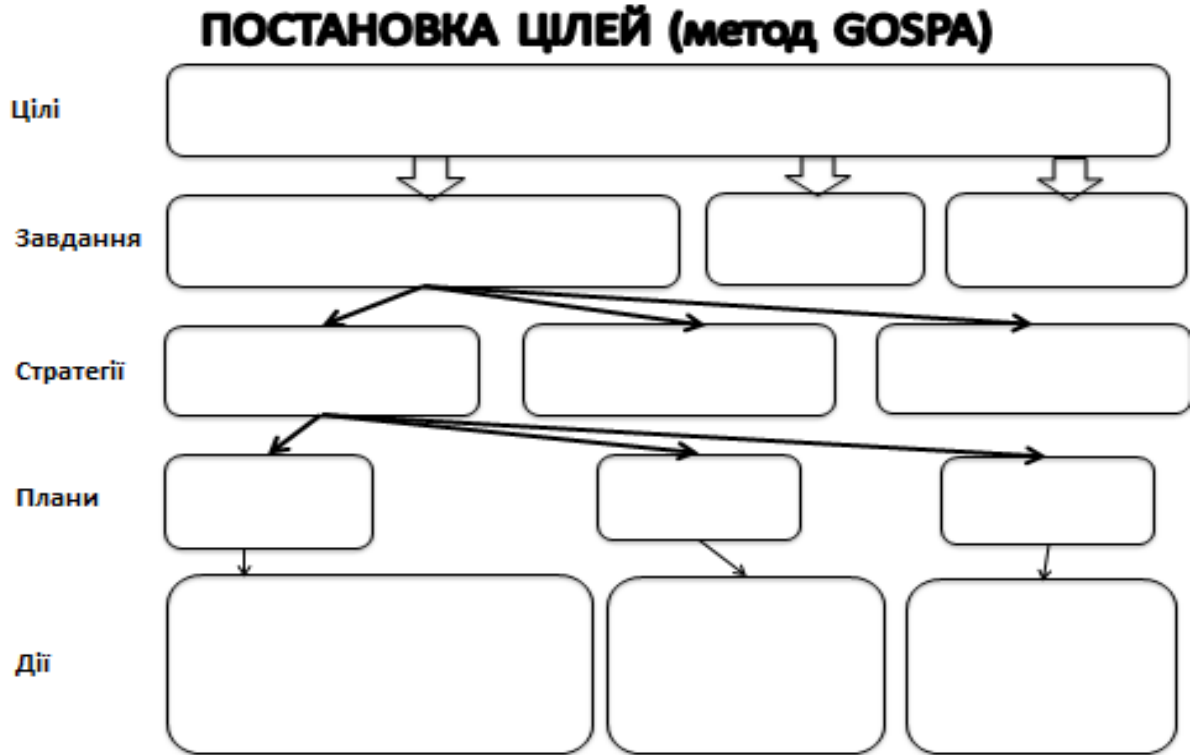 ПОСТАНОВКА ЦІЛЕЙ (метод GOSPA)
Цілі
Завдання
Стратегії
Плани
Дії